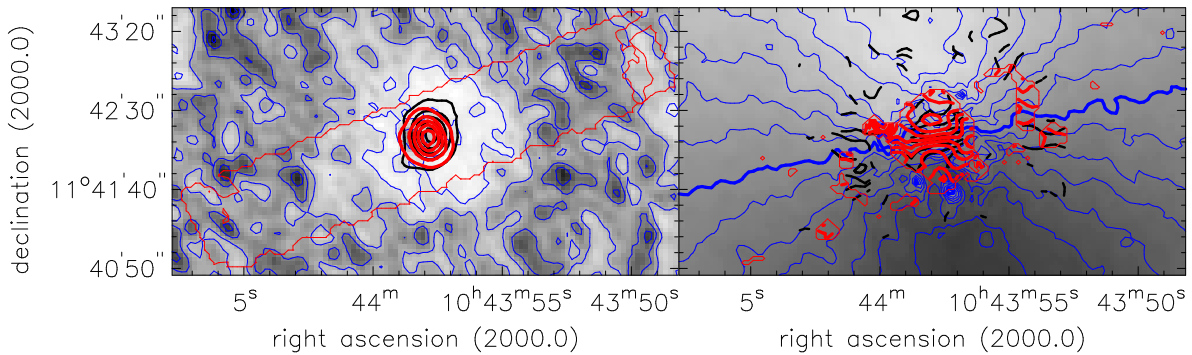 declination (2000.0)
43'20''
42'30''
11°41'40''
40'50''
5ˢ 44ᵐ 10ʰ43ᵐ55ˢ 43ᵐ50ˢ
right ascension (2000.0)
5ˢ 44ᵐ 10ʰ43ᵐ55ˢ 43ᵐ50ˢ
right ascension (2000.0)